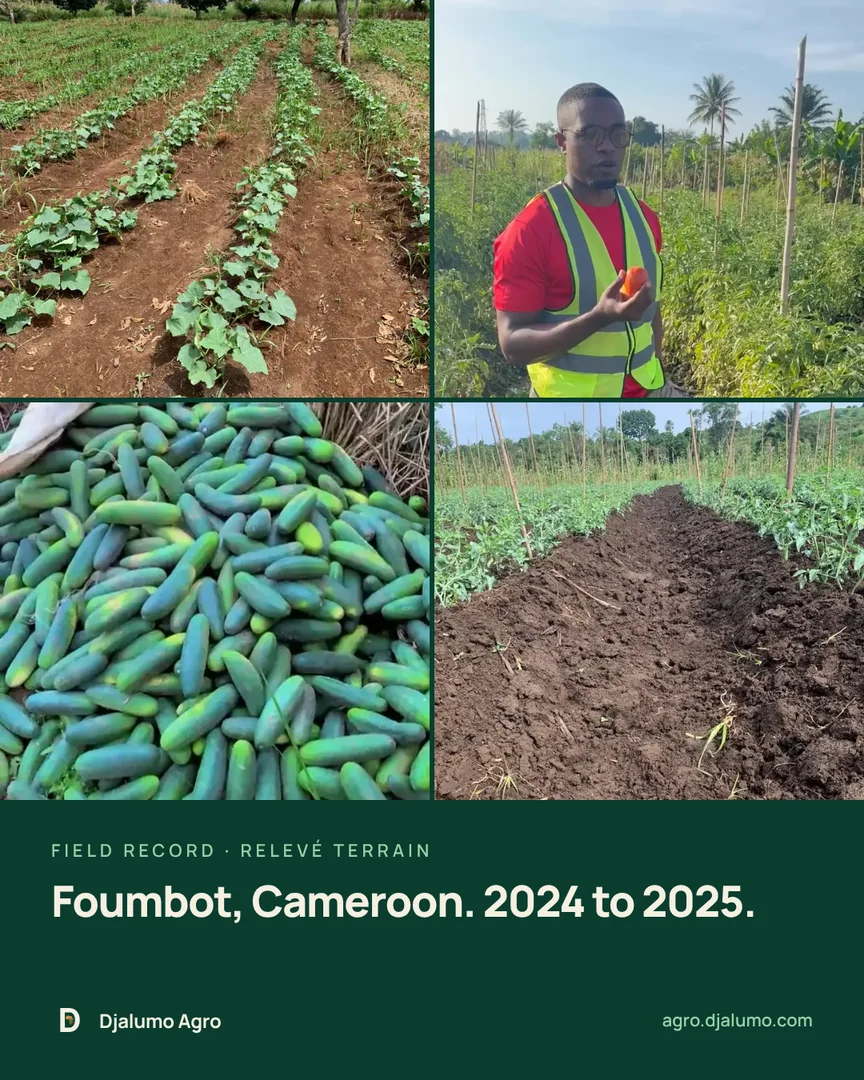 FIELD RECORD · RELEVÉ TERRAIN
Foumbot, Cameroon. 2024 to 2025.
D
Djalumo Agro
agro.djalumo.com